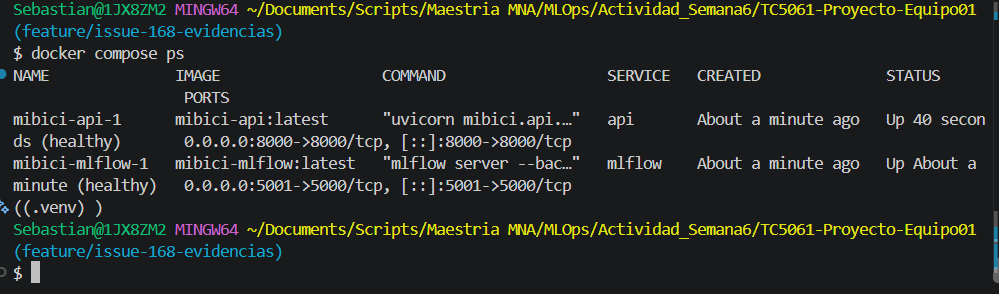 Sebastian@1JX8ZM2 MINGW64 ~/Documents/Scripts/Maestria MNA/MLOps/Actividad_Semana6/TC5061-Proyecto-Equipo01
(feature/issue-168-evidencias)
$ docker compose ps
NAME IMAGE COMMAND SERVICE CREATED STATUS
PORTS
mibici-api-1 mibici-api:latest "uvicorn mibici.api.…" api About a minute ago Up 40 secon
ds (healthy) 0.0.0.0:8000->8000/tcp, [::]:8000->8000/tcp
mibici-mlflow-1 mibici-mlflow:latest "mlflow server --bac…" mlflow About a minute ago Up About a
minute (healthy) 0.0.0.0:5001->5000/tcp, [::]:5001->5000/tcp
((.venv) )
Sebastian@1JX8ZM2 MINGW64 ~/Documents/Scripts/Maestria MNA/MLOps/Actividad_Semana6/TC5061-Proyecto-Equipo01
(feature/issue-168-evidencias)
$